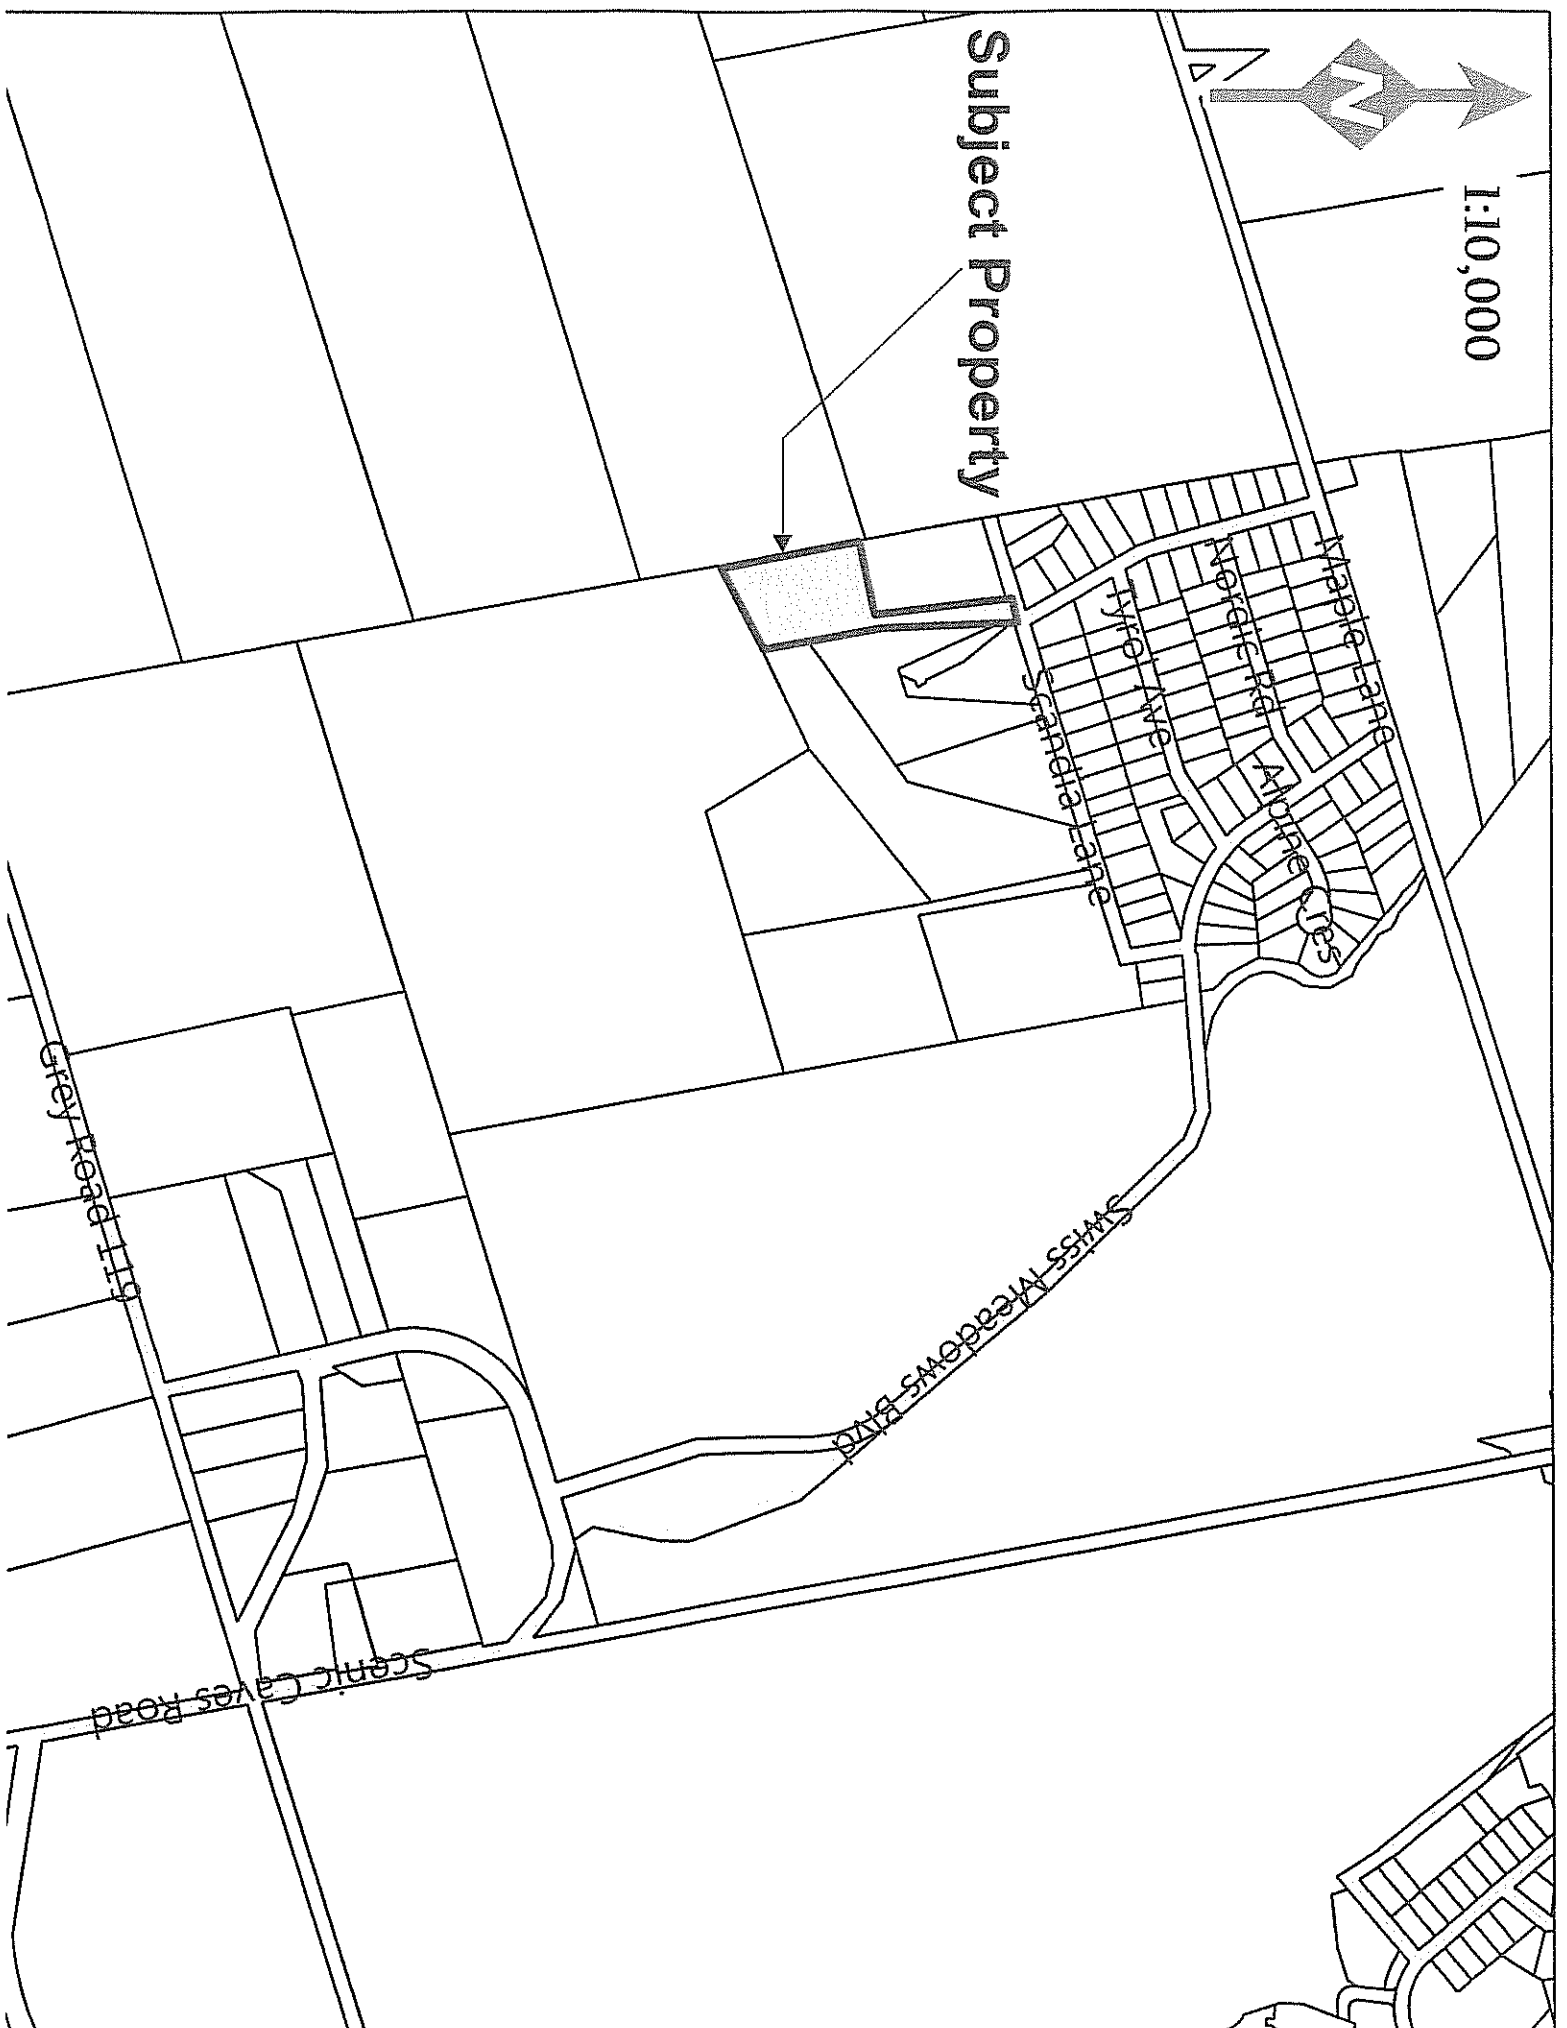 N
1:10,000
Subject Property
Maple Lane
Nordic Rd
Tyrol Ave
Alpine Cres
Scandia Lane
Swiss Meadows Blvd
Grey Road 119
Scenic Caves Road